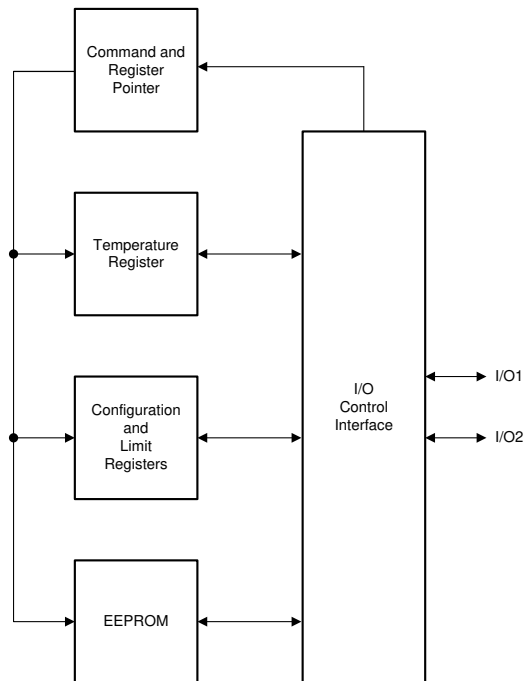 Command and
Register
Pointer
Temperature
Register
Configuration
and
Limit
Registers
EEPROM
I/O
Control
Interface
I/O1
I/O2